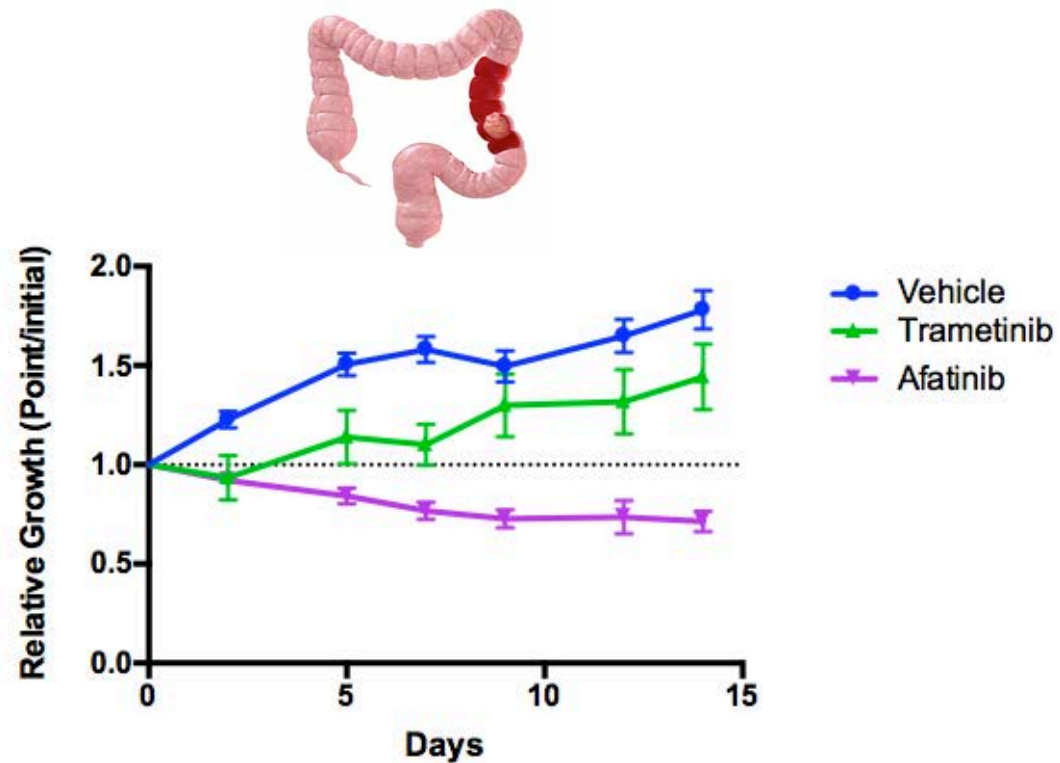 Relative Growth (Point/initial)
2.0
1.5
1.0
0.5
0.0
0
5
10
15
Days
Vehicle
Trametinib
Afatinib